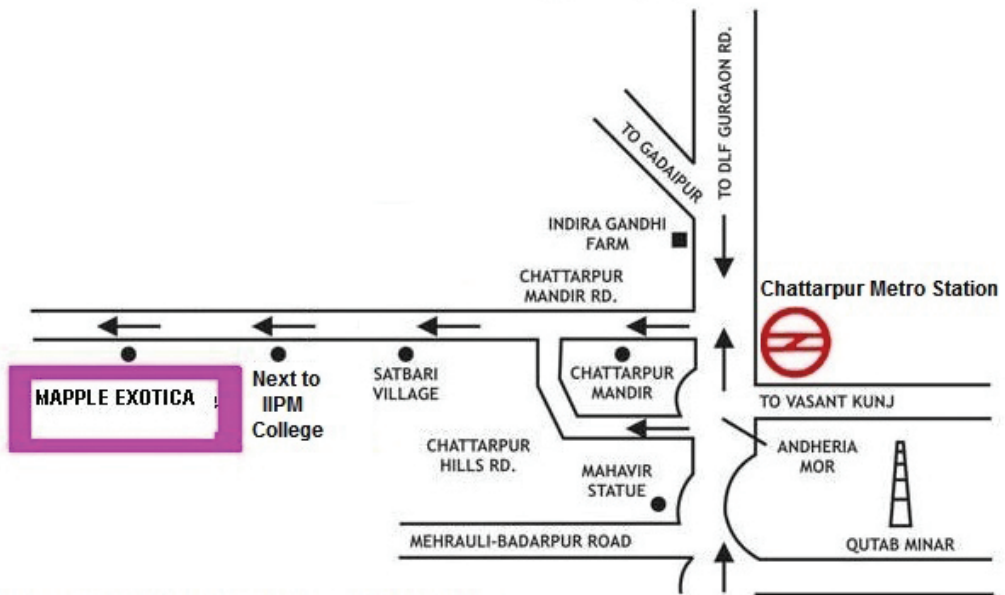 TO GADAIPUR
TO DLF GURGAON RD.
INDIRA GANDHI
FARM
CHATTARPUR
MANDIR RD.
Chattarpur Metro Station
MAPPLE EXOTICA
Next to
IIPM
College
SATBARI
VILLAGE
CHATTARPUR
MANDIR
TO VASANT KUNJ
CHATTARPUR
HILLS RD.
MAHAVIR
STATUE
ANDHERIA
MOR
MEHRAULI-BADARPUR ROAD
QUTAB MINAR